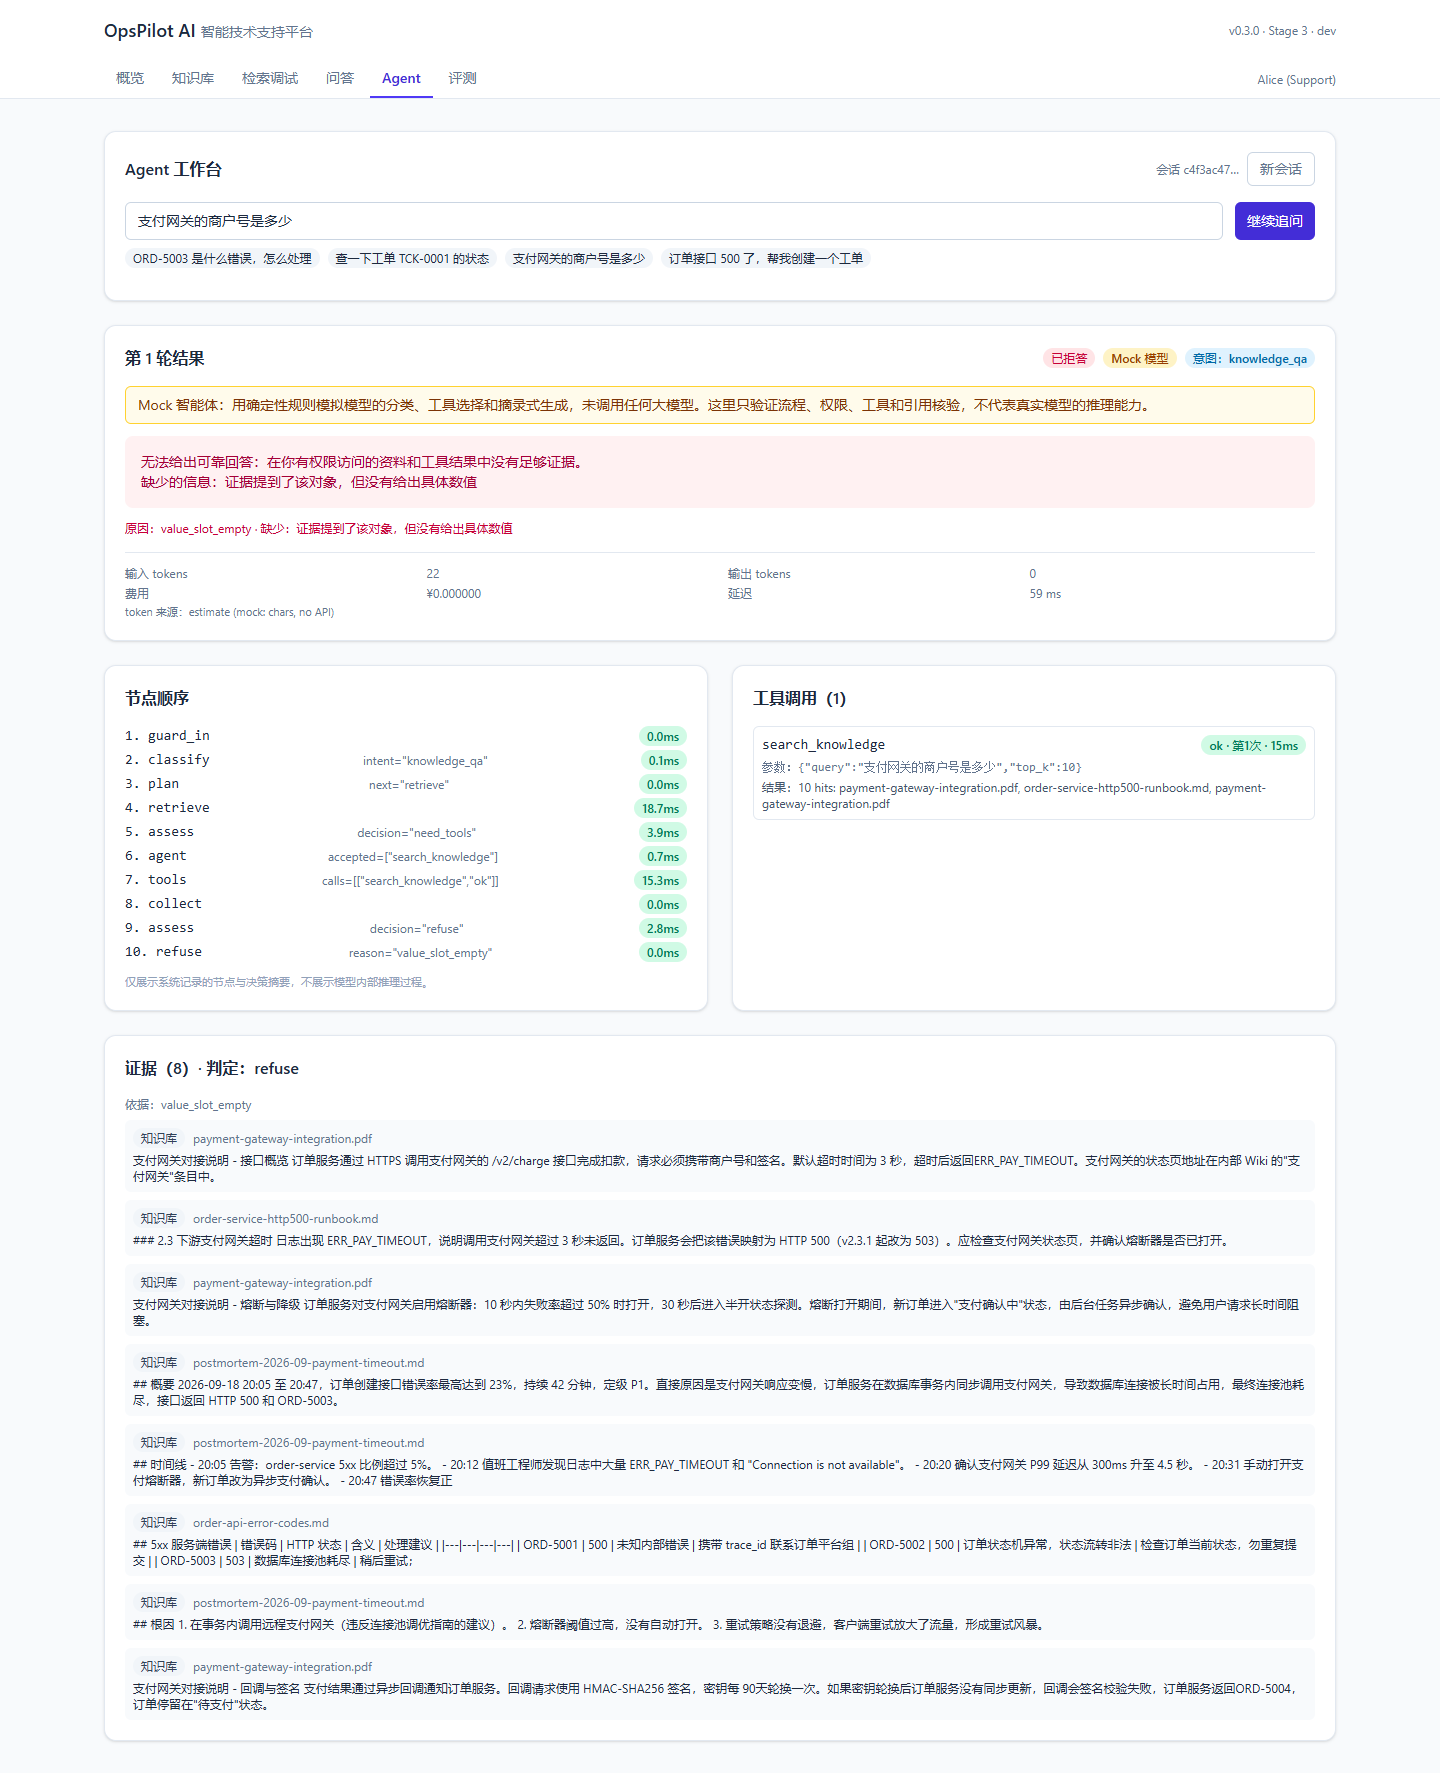 OpsPilot AI 智能技术支持平台
v0.3.0 · Stage 3 · dev
概览 知识库 检索调试 问答 Agent 评测
Alice (Support)
Agent 工作台
会话 c4f3ac47... 新会话
支付网关的商户号是多少
继续追问
ORD-5003 是什么错误，怎么处理 查一下工单 TCK-0001 的状态 支付网关的商户号是多少 订单接口 500 了，帮我创建一个工单
第 1 轮结果
已拒答 Mock 模型 意图：knowledge_qa
Mock 智能体：用确定性规则模拟模型的分类、工具选择和摘录式生成，未调用任何大模型。这里只验证流程、权限、工具和引用核验，不代表真实模型的推理能力。
无法给出可靠回答：在你有权限访问的资料和工具结果中没有足够证据。
缺少的信息：证据提到了该对象，但没有给出具体数值
原因：value_slot_empty · 缺少：证据提到了该对象，但没有给出具体数值
输入 tokens 22 输出 tokens 0
费用 ¥0.000000 延迟 59 ms
token 来源：estimate (mock: chars, no API)
节点顺序
1. guard_in 0.0ms
2. classify intent="knowledge_qa" 0.1ms
3. plan next="retrieve" 0.0ms
4. retrieve 18.7ms
5. assess decision="need_tools" 3.9ms
6. agent accepted=["search_knowledge"] 0.7ms
7. tools calls=[["search_knowledge","ok"]] 15.3ms
8. collect 0.0ms
9. assess decision="refuse" 2.8ms
10. refuse reason="value_slot_empty" 0.0ms
仅展示系统记录的节点与决策摘要，不展示模型内部推理过程。
工具调用（1）
search_knowledge ok · 第1次 · 15ms
参数：{"query":"支付网关的商户号是多少","top_k":10}
结果：10 hits: payment-gateway-integration.pdf, order-service-http500-runbook.md, payment-
gateway-integration.pdf
证据（8）· 判定：refuse
依据：value_slot_empty
知识库 payment-gateway-integration.pdf
支付网关对接说明 - 接口概览 订单服务通过 HTTPS 调用支付网关的 /v2/charge 接口完成扣款，请求必须携带商户号和签名。默认超时时间为 3 秒，超时后返回ERR_PAY_TIMEOUT。支付网关的状态页地址在内部 Wiki 的"支
付网关"条目中。
知识库 order-service-http500-runbook.md
### 2.3 下游支付网关超时 日志出现 ERR_PAY_TIMEOUT，说明调用支付网关超过 3 秒未返回。订单服务会把该错误映射为 HTTP 500（v2.3.1 起改为 503）。应检查支付网关状态页，并确认熔断器是否已打开。
知识库 payment-gateway-integration.pdf
支付网关对接说明 - 熔断与降级 订单服务对支付网关启用熔断器：10 秒内失败率超过 50% 时打开，30 秒后进入半开状态探测。熔断打开期间，新订单进入"支付确认中"状态，由后台任务异步确认，避免用户请求长时间阻
塞。
知识库 postmortem-2026-09-payment-timeout.md
## 概要 2026-09-18 20:05 至 20:47，订单创建接口错误率最高达到 23%，持续 42 分钟，定级 P1。直接原因是支付网关响应变慢，订单服务在数据库事务内同步调用支付网关，导致数据库连接被长时间占用，最终连接池耗
尽，接口返回 HTTP 500 和 ORD-5003。
知识库 postmortem-2026-09-payment-timeout.md
## 时间线 - 20:05 告警：order-service 5xx 比例超过 5%。 - 20:12 值班工程师发现日志中大量 ERR_PAY_TIMEOUT 和 "Connection is not available"。 - 20:20 确认支付网关 P99 延迟从 300ms 升至 4.5 秒。 - 20:31 手动打开支
付熔断器，新订单改为异步支付确认。 - 20:47 错误率恢复正
知识库 order-api-error-codes.md
## 5xx 服务端错误 | 错误码 | HTTP 状态 | 含义 | 处理建议 | |---|---|---|---| | ORD-5001 | 500 | 未知内部错误 | 携带 trace_id 联系订单平台组 | | ORD-5002 | 500 | 订单状态机异常，状态流转非法 | 检查订单当前状态，勿重复提
交 | | ORD-5003 | 503 | 数据库连接池耗尽 | 稍后重试；
知识库 postmortem-2026-09-payment-timeout.md
## 根因 1. 在事务内调用远程支付网关（违反连接池调优指南的建议）。 2. 熔断器阈值过高，没有自动打开。 3. 重试策略没有退避，客户端重试放大了流量，形成重试风暴。
知识库 payment-gateway-integration.pdf
支付网关对接说明 - 回调与签名 支付结果通过异步回调通知订单服务。回调请求使用 HMAC-SHA256 签名，密钥每 90天轮换一次。如果密钥轮换后订单服务没有同步更新，回调会签名校验失败，订单服务返回ORD-5004，
订单停留在"待支付"状态。